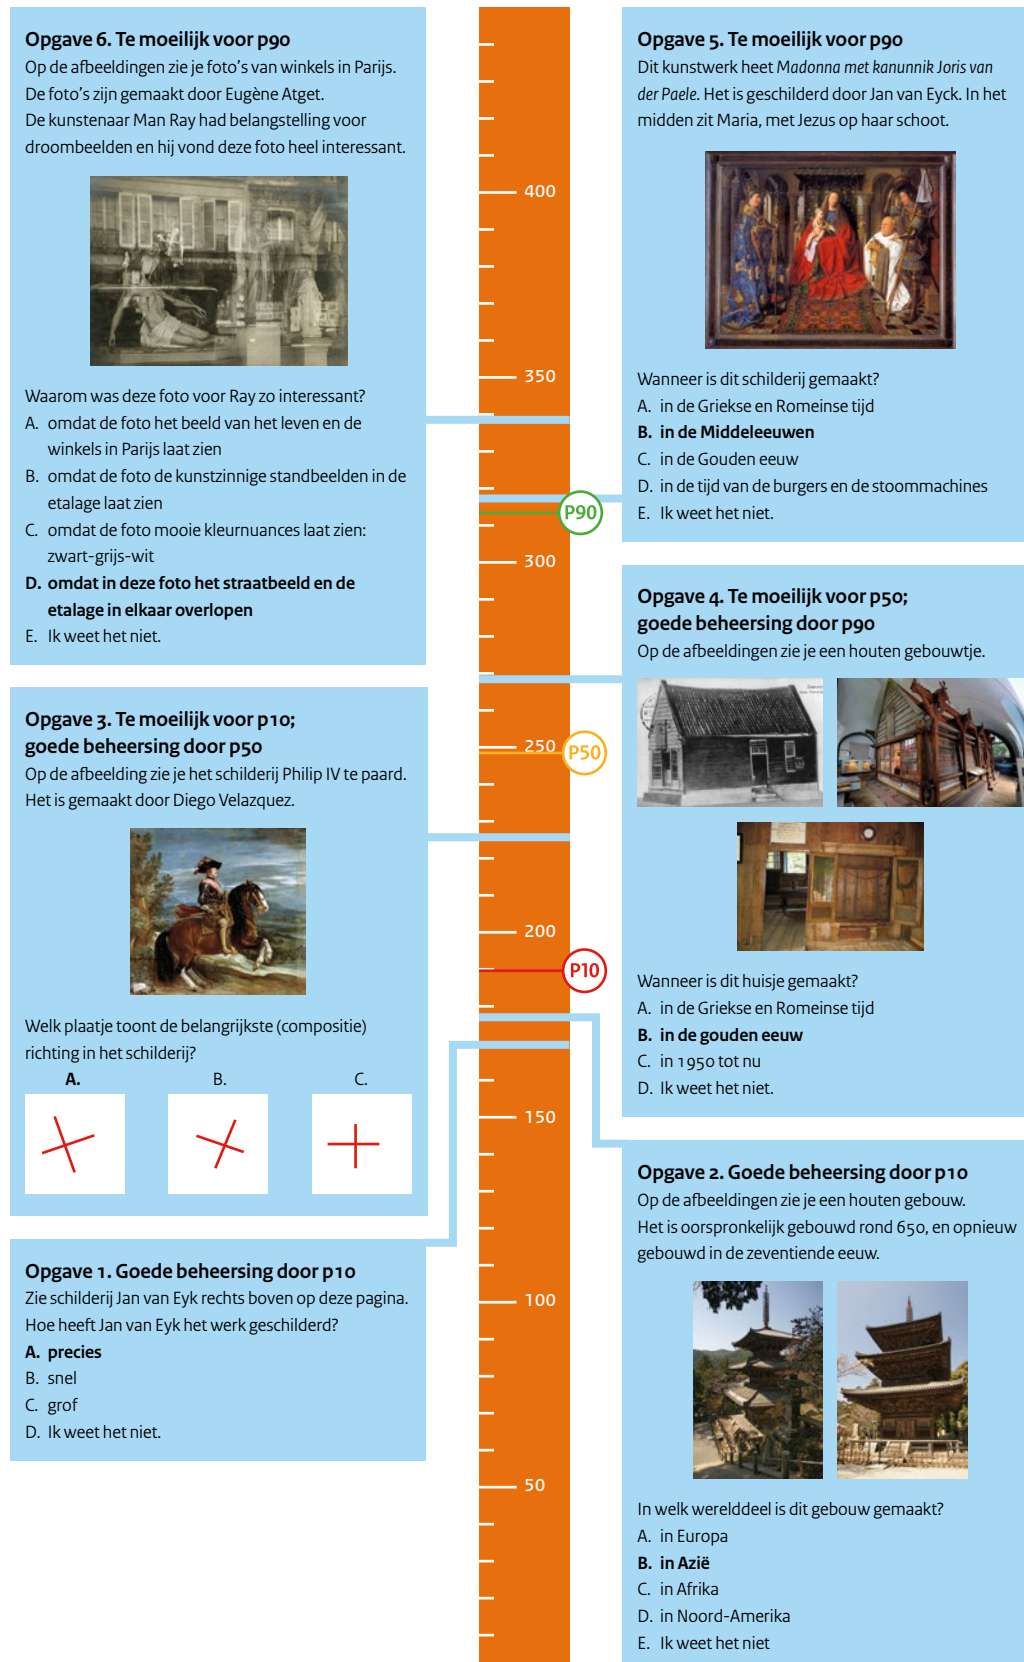 Opgave 6. Te moeilijk voor p90
Op de afbeeldingen zie je foto's van winkels in Parijs.
De foto's zijn gemaakt door Eugène Atget.
De kunstenaar Man Ray had belangstelling voor
droombeelden en hij vond deze foto heel interessant.
Waarom was deze foto voor Ray zo interessant?
A. omdat de foto het beeld van het leven en de
winkels in Parijs laat zien
B. omdat de foto de kunstzinnige standbeelden in de
etalage laat zien
C. omdat de foto mooie kleurnuances laat zien:
zwart-grijs-wit
D. omdat in deze foto het straatbeeld en de
etalage in elkaar overlopen
E. Ik weet het niet.
Opgave 3. Te moeilijk voor p10;
goede beheersing door p50
Op de afbeelding zie je het schilderij Philip IV te paard.
Het is gemaakt door Diego Velazquez.
Welk plaatje toont de belangrijkste (compositie)
richting in het schilderij?
A. B. C.
Opgave 1. Goede beheersing door p10
Zie schilderij Jan van Eyk rechts boven op deze pagina.
Hoe heeft Jan van Eyk het werk geschilderd?
A. precies
B. snel
C. grof
D. Ik weet het niet.
400
350
P90
300
250
P50
200
P10
150
100
50
Opgave 5. Te moeilijk voor p90
Dit kunstwerk heet Madonna met kanunnik Joris van
der Paele. Het is geschilderd door Jan van Eyck. In het
midden zit Maria, met Jezus op haar schoot.
Wanneer is dit schilderij gemaakt?
A. in de Griekse en Romeinse tijd
B. in de Middeleeuwen
C. in de Gouden eeuw
D. in de tijd van de burgers en de stoommachines
E. Ik weet het niet.
Opgave 4. Te moeilijk voor p50;
goede beheersing door p90
Op de afbeeldingen zie je een houten gebouwtje.
Wanneer is dit huisje gemaakt?
A. in de Griekse en Romeinse tijd
B. in de gouden eeuw
C. in 1950 tot nu
D. Ik weet het niet.
Opgave 2. Goede beheersing door p10
Op de afbeeldingen zie je een houten gebouw.
Het is oorspronkelijk gebouwd rond 650, en opnieuw
gebouwd in de zeventiende eeuw.
In welk werelddeel is dit gebouw gemaakt?
A. in Europa
B. in Azië
C. in Afrika
D. in Noord-Amerika
E. Ik weet het niet